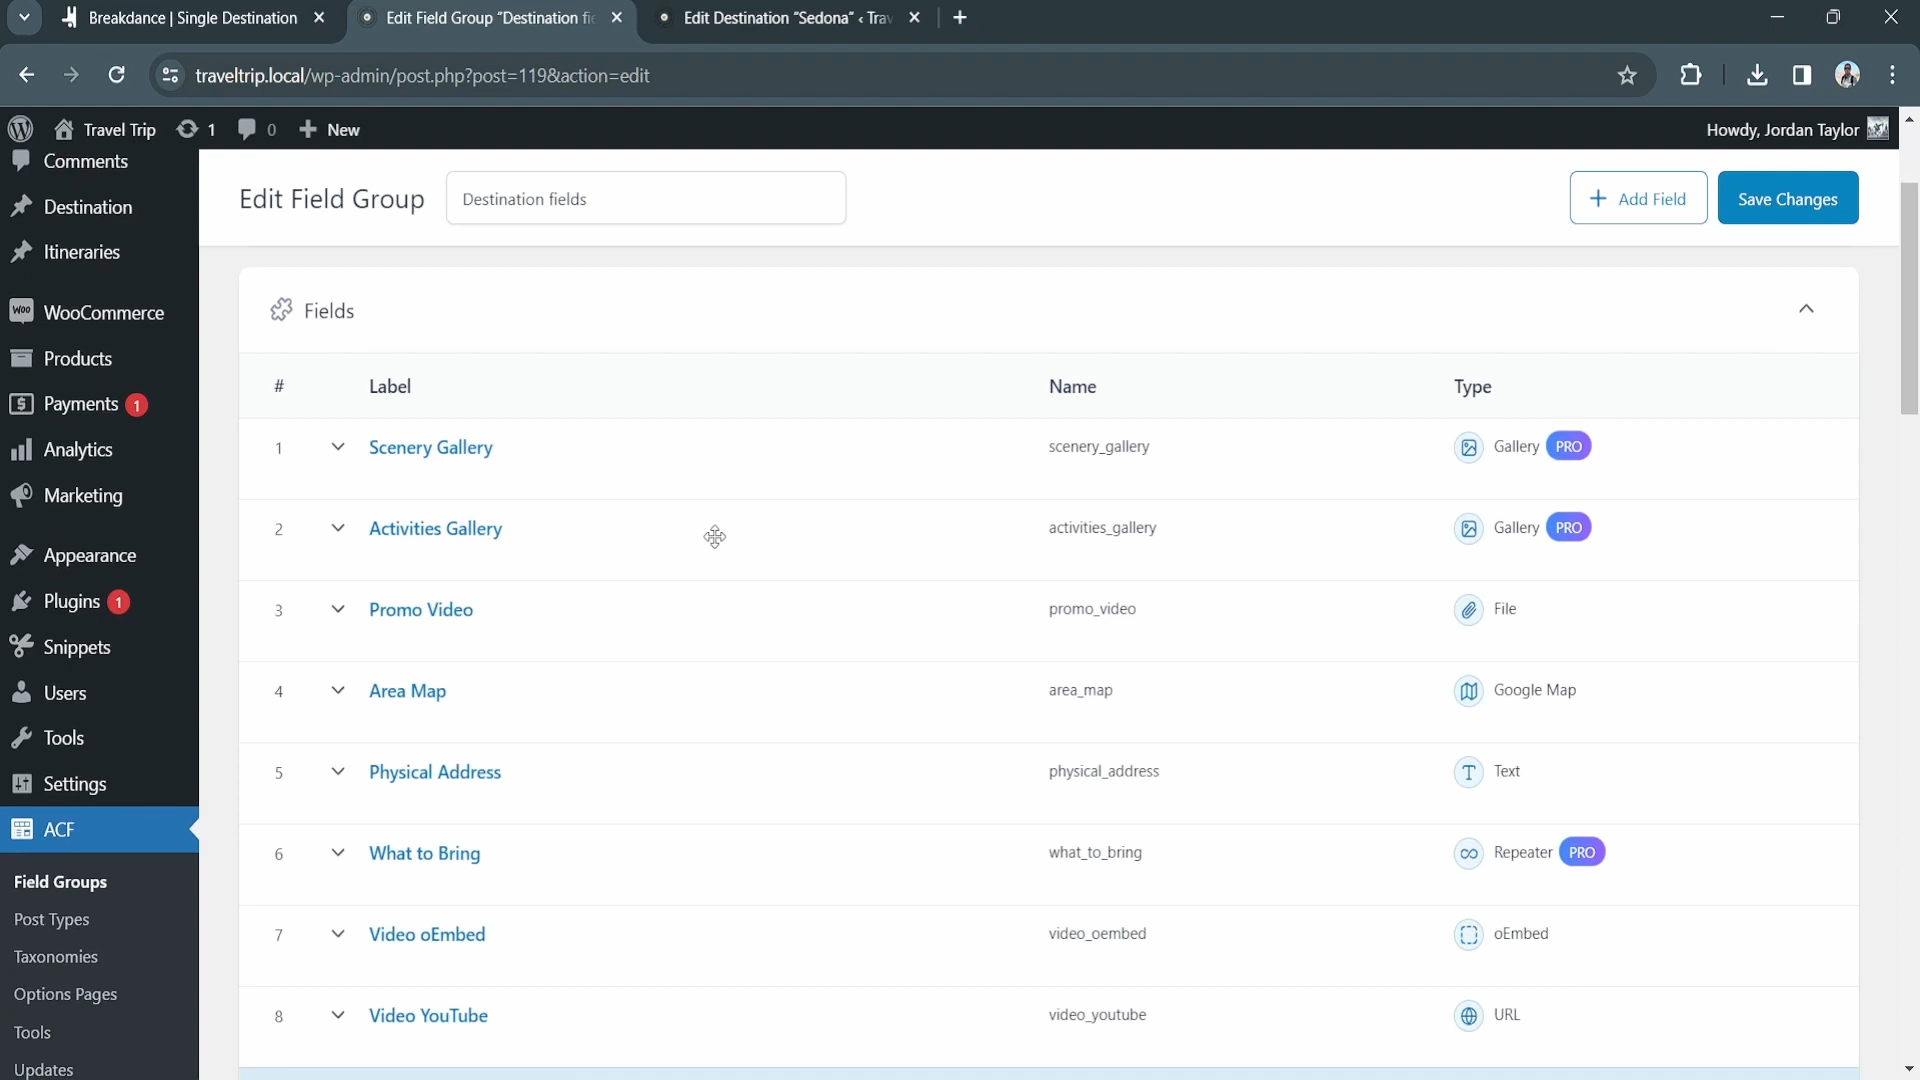 Breakdance | Single Destination
Edit Field Group "Destination fi
Edit Destination "Sedona" ‹ Trav
traveltrip.local/wp-admin/post.php?post=119&action=edit
Travel Trip 1 0 New
Howdy, Jordan Taylor
Comments
Destination
Itineraries
Woo WooCommerce
Products
Payments 1
Analytics
Marketing
Appearance
Plugins 1
Snippets
Users
Tools
Settings
ACF
Field Groups
Post Types
Taxonomies
Options Pages
Tools
Updates
Edit Field Group Destination fields + Add Field Save Changes
Fields
# Label Name Type
1 Scenery Gallery scenery_gallery Gallery PRO
2 Activities Gallery activities_gallery Gallery PRO
3 Promo Video promo_video File
4 Area Map area_map Google Map
5 Physical Address physical_address Text
6 What to Bring what_to_bring Repeater PRO
7 Video oEmbed video_oembed oEmbed
8 Video YouTube video_youtube URL